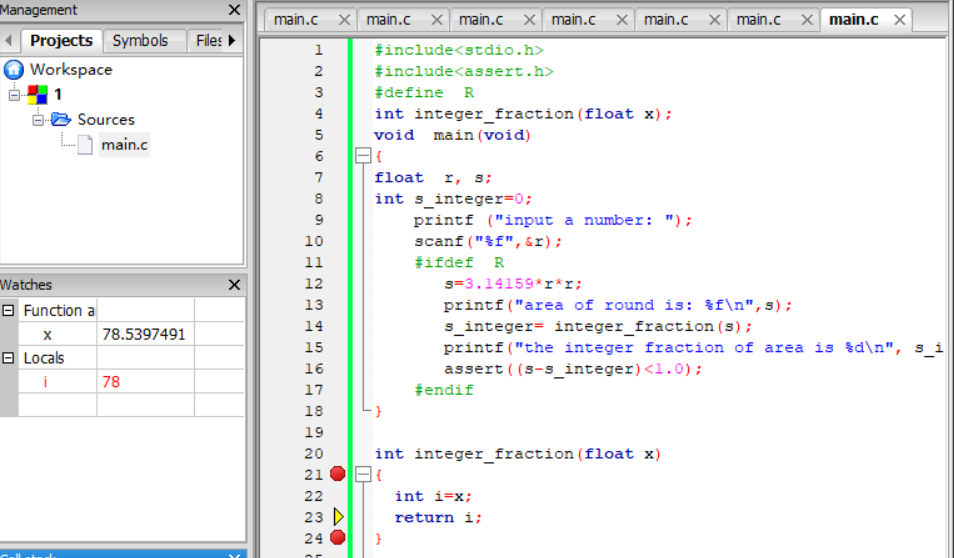 Management
main.c main.c main.c main.c main.c main.c main.c
Projects Symbols Files
Workspace
1
Sources
main.c
Watches
Function a
x 78.5397491
Locals
i 78
1 #include<stdio.h>
2 #include<assert.h>
3 #define  R
4 int integer_fraction(float x);
5 void  main(void)
6 {
7 float  r, s;
8 int s_integer=0;
9     printf ("input a number: ");
10     scanf("%f",&r);
11     #ifdef  R
12        s=3.14159*r*r;
13        printf("area of round is: %f\n",s);
14        s_integer= integer_fraction(s);
15        printf("the integer fraction of area is %d\n", s_i
16        assert((s-s_integer)<1.0);
17     #endif
18 }
19
20 int integer_fraction(float x)
21 {
22   int i=x;
23   return i;
24 }